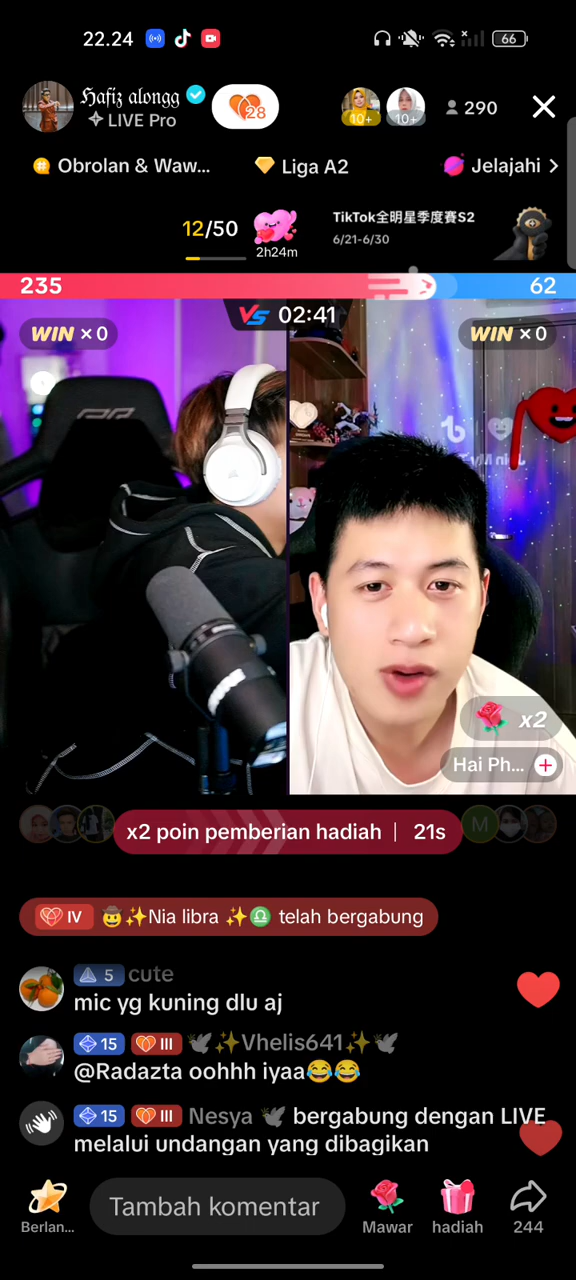 22.24
66
ℌ𝔞𝔣𝔦𝔷 𝔞𝔩𝔬𝔫𝔤𝔤
LIVE Pro
28
10+
10+
290
Obrolan & Waw...
Liga A2
Jelajahi >
12/50
2h24m
TikTok全明星季度賽S2
6/21-6/30
235
62
VS 02:41
WIN × 0
WIN × 0
x2
Hai Ph...
x2 poin pemberian hadiah | 21s
M
IV 🤠✨Nia libra ✨♎ telah bergabung
5 cute
mic yg kuning dlu aj
15 III 🕊✨Vhelis641✨🕊
@Radazta oohhh iyaa😂😂
15 III Nesya 🕊 bergabung dengan LIVE
melalui undangan yang dibagikan
Berlan...
Tambah komentar
Mawar
hadiah
244